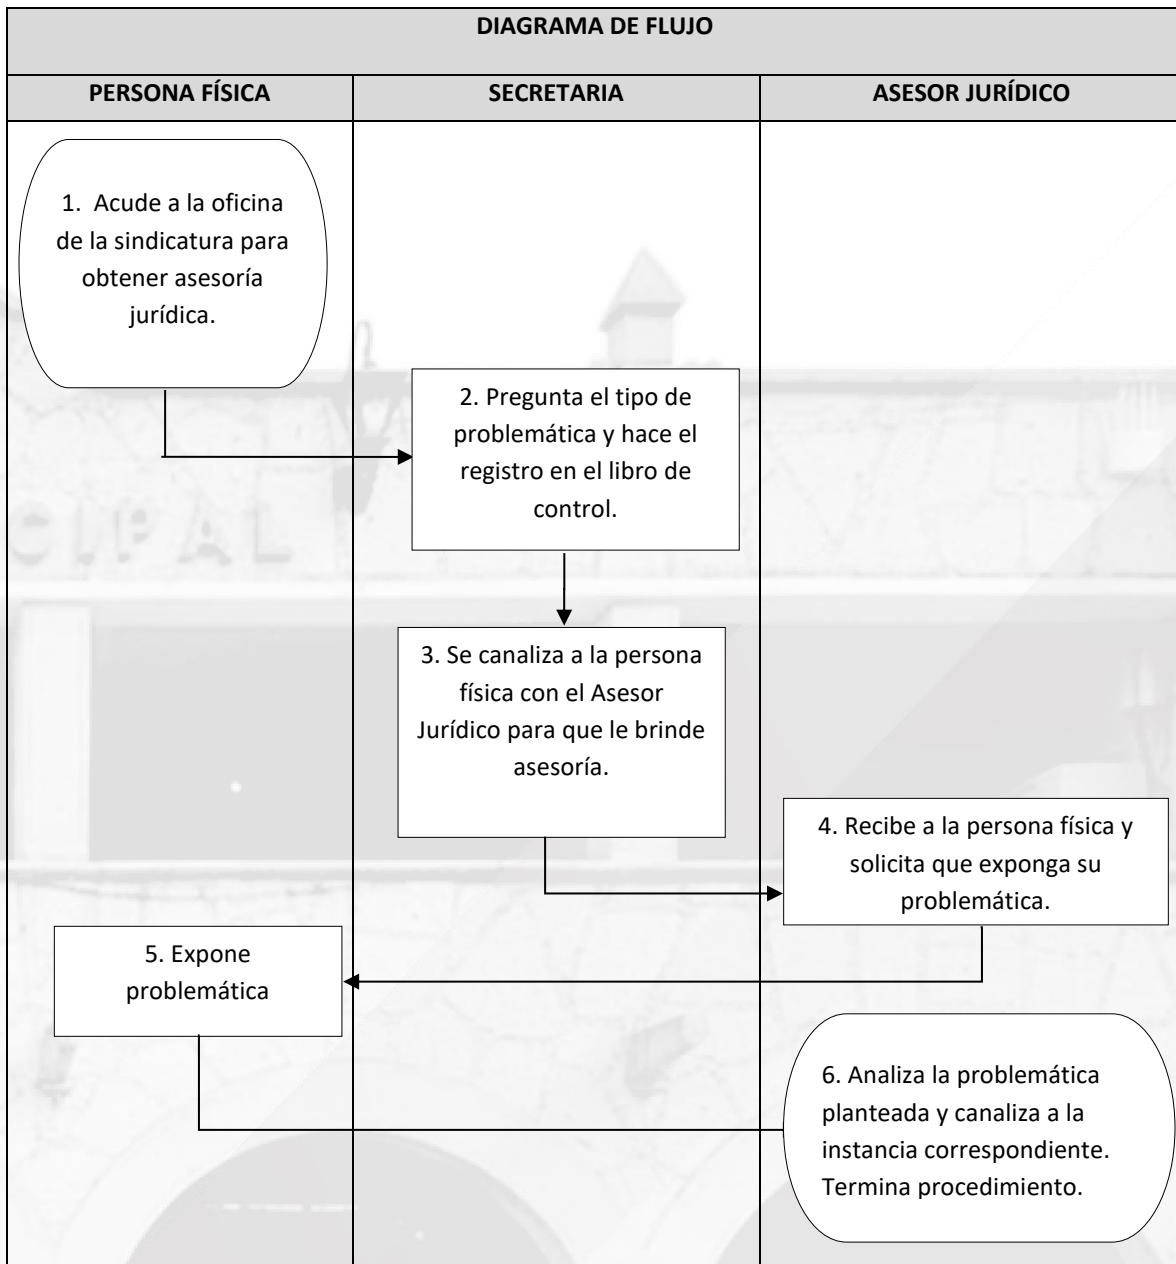 DIAGRAMA DE FLUJO
PERSONA FÍSICA
SECRETARIA
ASESOR JURÍDICO
1. Acude a la oficina
de la sindicatura para
obtener asesoría
jurídica.
2. Pregunta el tipo de
problemática y hace el
registro en el libro de
control.
3. Se canaliza a la persona
física con el Asesor
Jurídico para que le brinde
asesoría.
4. Recibe a la persona física y
solicita que exponga su
problemática.
5. Expone
problemática
6. Analiza la problemática
planteada y canaliza a la
instancia correspondiente.
Termina procedimiento.
CIPAL